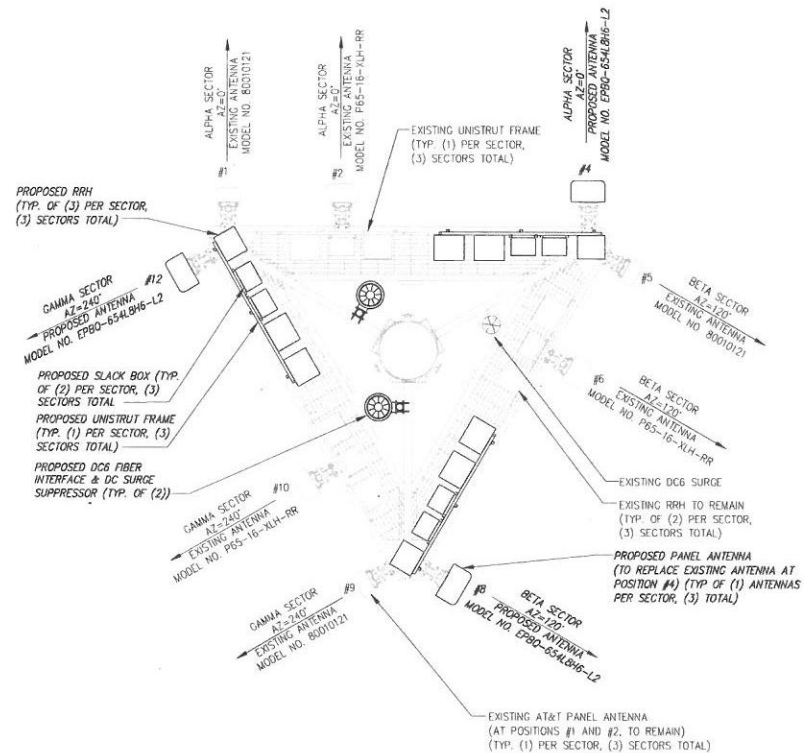 ALPHA SECTOR
AZ=0°
EXISTING ANTENNA
MODEL NO. 80010121
#1
ALPHA SECTOR
AZ=0°
EXISTING ANTENNA
MODEL NO. P65-16-XLH-RR
#2
ALPHA SECTOR
AZ=0°
PROPOSED ANTENNA
MODEL NO. EPBQ-654L8H6-L2
#4
EXISTING UNISTRUT FRAME
(TYP. (1) PER SECTOR,
(3) SECTORS TOTAL)
PROPOSED RRH
(TYP. OF (3) PER SECTOR,
(3) SECTORS TOTAL)
#12
GAMMA SECTOR
AZ=240°
PROPOSED ANTENNA
MODEL NO. EPBQ-654L8H6-L2
#5
BETA SECTOR
AZ=120°
EXISTING ANTENNA
MODEL NO. 80010121
PROPOSED SLACK BOX (TYP.
OF (2) PER SECTOR, (3)
SECTORS TOTAL
PROPOSED UNISTRUT FRAME
(TYP. (1) PER SECTOR, (3)
SECTORS TOTAL)
PROPOSED DC6 FIBER
INTERFACE & DC SURGE
SUPPRESSOR (TYP. OF (2))
#6
BETA SECTOR
AZ=120°
EXISTING ANTENNA
MODEL NO. P65-16-XLH-RR
#10
GAMMA SECTOR
AZ=240°
EXISTING ANTENNA
MODEL NO. P65-16-XLH-RR
EXISTING DC6 SURGE
EXISTING RRH TO REMAIN
(TYP. OF (2) PER SECTOR,
(3) SECTORS TOTAL)
PROPOSED PANEL ANTENNA
(TO REPLACE EXISTING ANTENNA AT
POSITION #4) (TYP OF (1) ANTENNAS
PER SECTOR, (3) TOTAL)
#9
GAMMA SECTOR
AZ=240°
EXISTING ANTENNA
MODEL NO. 80010121
#8
BETA SECTOR
AZ=120°
PROPOSED ANTENNA
MODEL NO. EPBQ-654L8H6-L2
EXISTING AT&T PANEL ANTENNA
(AT POSITIONS #1 AND #2, TO REMAIN)
(TYP. (1) PER SECTOR, (3) SECTORS TOTAL)